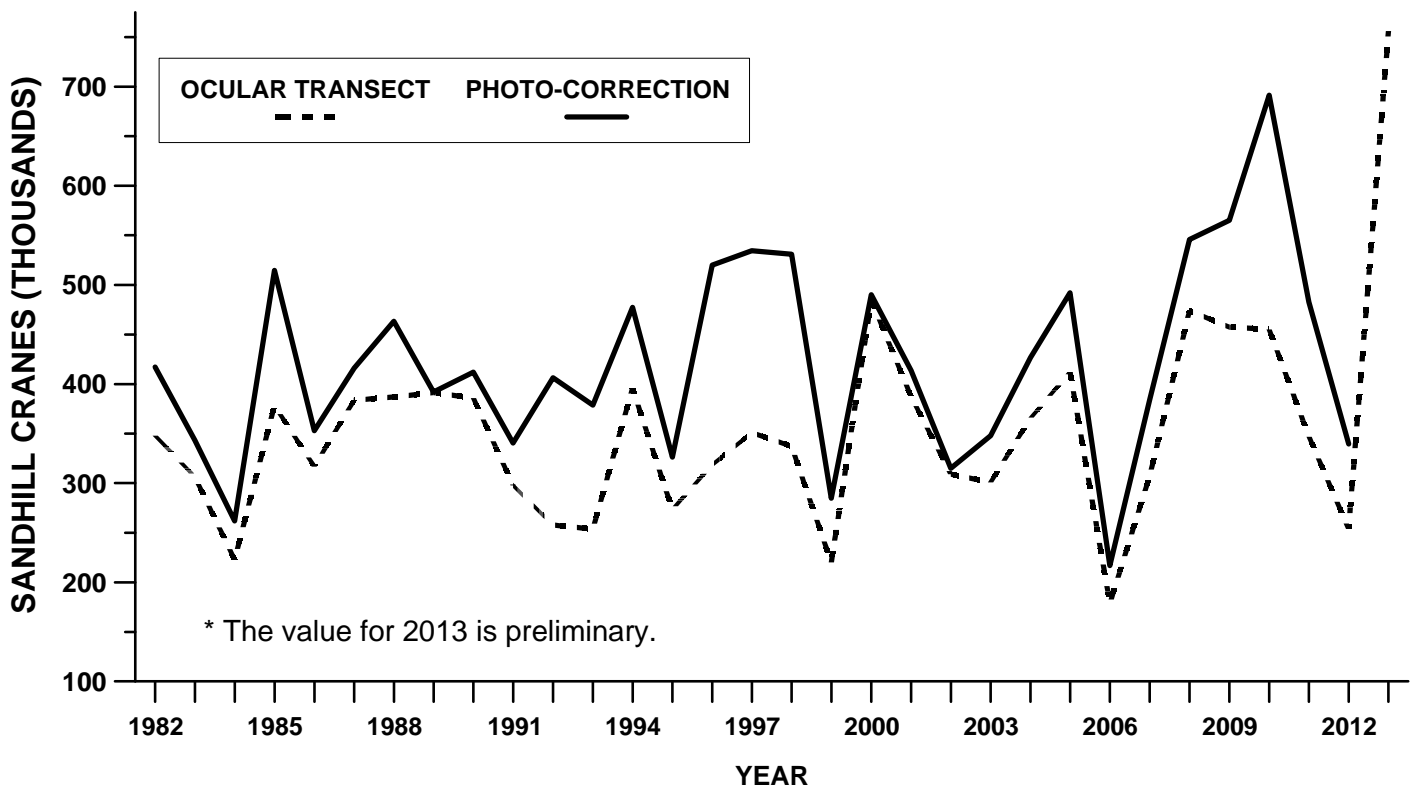 SANDHILL CRANES (THOUSANDS)
OCULAR TRANSECT PHOTO-CORRECTION
700
600
500
400
300
200
100
* The value for 2013 is preliminary.
1982 1985 1988 1991 1994 1997 2000 2003 2006 2009 2012
YEAR